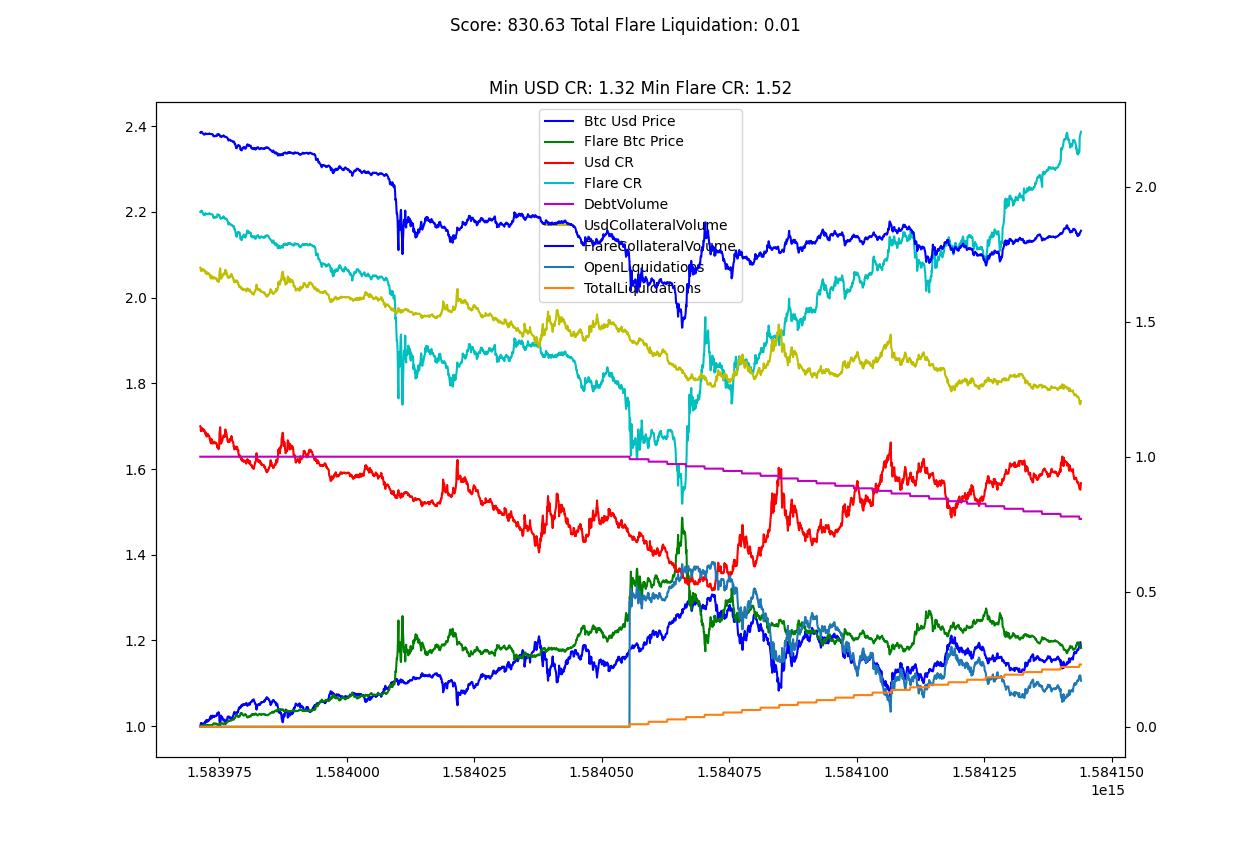 Score: 830.63 Total Flare Liquidation: 0.01
Min USD CR: 1.32 Min Flare CR: 1.52
Btc Usd Price
Flare Btc Price
Usd CR
Flare CR
DebtVolume
UsdCollateralVolume
FlareCollateralVolume
OpenLiquidations
TotalLiquidations
2.4
2.2
2.0
1.8
1.6
1.4
1.2
1.0
2.0
1.5
1.0
0.5
0.0
1.583975 1.584000 1.584025 1.584050 1.584075 1.584100 1.584125 1.584150
1e15